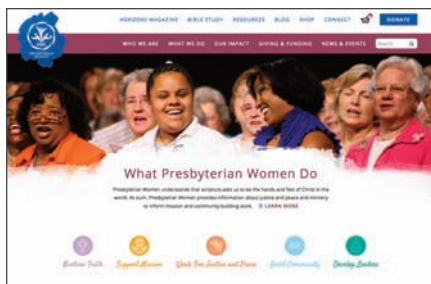 HORIZONS MAGAZINE BIBLE STUDY RESOURCES BLOG SHOP CONNECT DONATE
WHO WE ARE WHAT WE DO OUR IMPACT GIVING & FUNDING NEWS & EVENTS Search
What Presbyterian Women Do
Presbyterian Women understands that scripture asks us to be the hands and feet of Christ in the
world. As such, Presbyterian Women provides information about justice and peace and ministry
to inform mission and community-building work. LEARN MORE
Nurture Faith Support Mission Work For Justice and Peace Build Community Develop Leaders